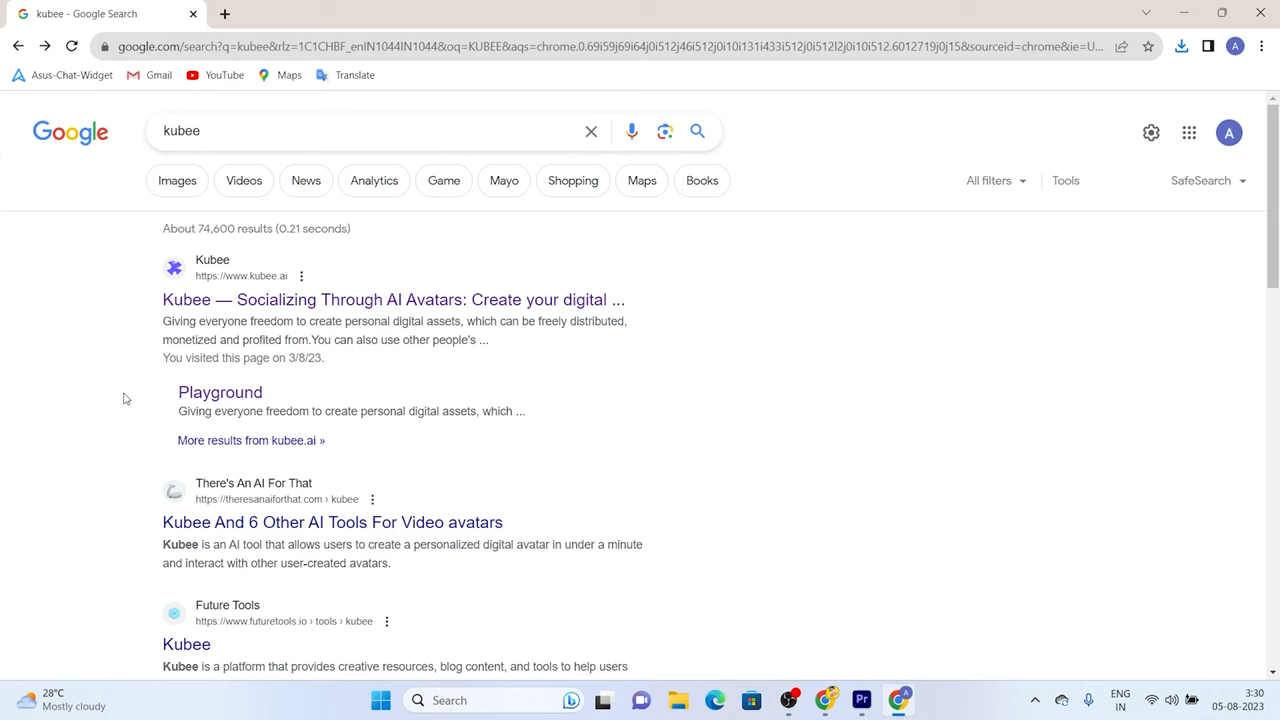 kubee - Google Search
google.com/search?q=kubee&rlz=1C1CHBF_enIN1044IN1044&oq=KUBEE&aqs=chrome.0.69i59j69i64j0i512j46i512j0i10i131i433i512j0i512l2j0i10i512.6012719j0j15&sourceid=chrome&ie=U...
A
Asus-Chat-Widget
Gmail
YouTube
Maps
Translate
Google
kubee
A
Images
Videos
News
Analytics
Game
Mayo
Shopping
Maps
Books
All filters
Tools
SafeSearch
About 74,600 results (0.21 seconds)
Kubee
https://www.kubee.ai
Kubee — Socializing Through AI Avatars: Create your digital ...
Giving everyone freedom to create personal digital assets, which can be freely distributed,
monetized and profited from.You can also use other people's ...
You visited this page on 3/8/23.
Playground
Giving everyone freedom to create personal digital assets, which ...
More results from kubee.ai »
There's An AI For That
https://theresanaiforthat.com › kubee
Kubee And 6 Other AI Tools For Video avatars
Kubee is an AI tool that allows users to create a personalized digital avatar in under a minute
and interact with other user-created avatars.
Future Tools
https://www.futuretools.io › tools › kubee
Kubee
Kubee is a platform that provides creative resources, blog content, and tools to help users
28°C
Mostly cloudy
Search
Pr
A
ENG
IN
3:30
05-08-2023